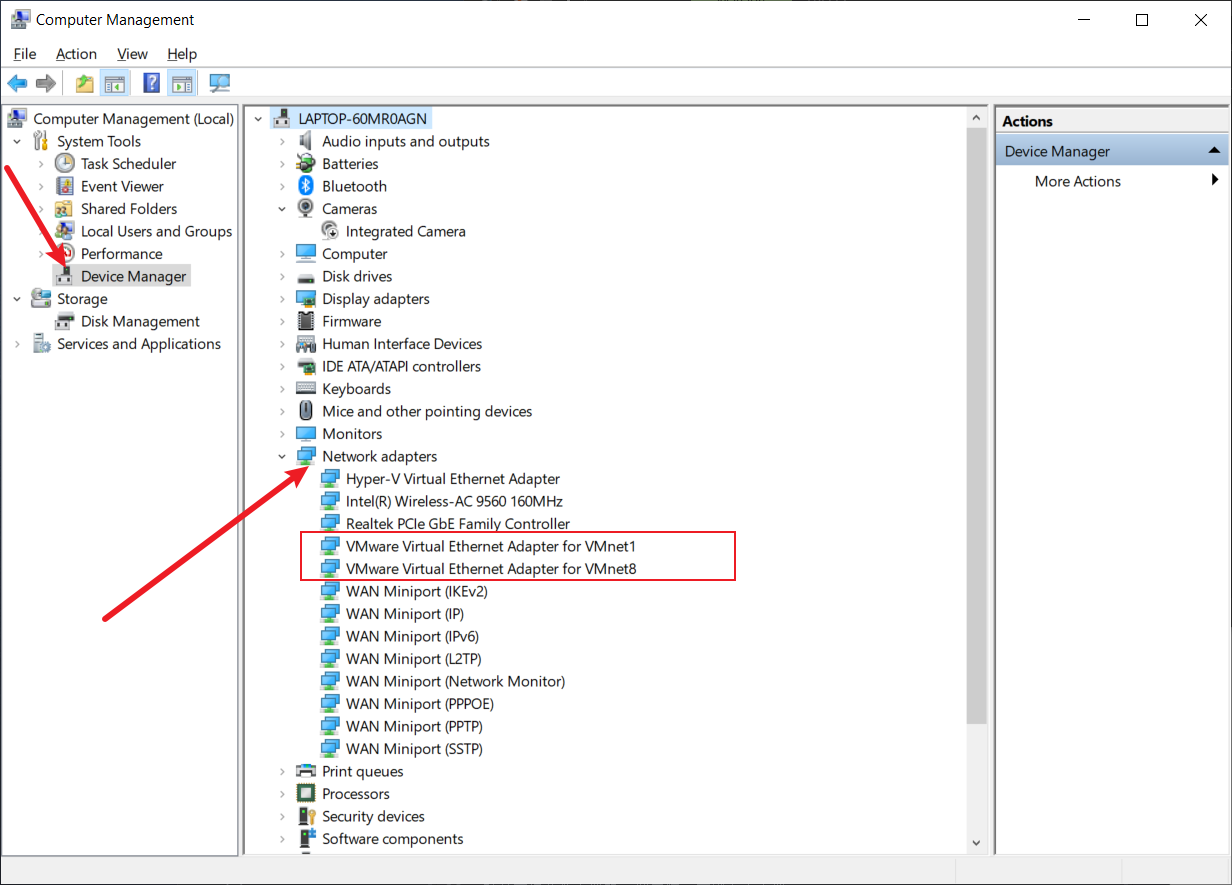 Computer Management
File Action View Help
Computer Management (Local)
System Tools
Task Scheduler
Event Viewer
Shared Folders
Local Users and Groups
Performance
Device Manager
Storage
Disk Management
Services and Applications
LAPTOP-60MR0AGN
Audio inputs and outputs
Batteries
Bluetooth
Cameras
Integrated Camera
Computer
Disk drives
Display adapters
Firmware
Human Interface Devices
IDE ATA/ATAPI controllers
Keyboards
Mice and other pointing devices
Monitors
Network adapters
Hyper-V Virtual Ethernet Adapter
Intel(R) Wireless-AC 9560 160MHz
Realtek PCIe GbE Family Controller
VMware Virtual Ethernet Adapter for VMnet1
VMware Virtual Ethernet Adapter for VMnet8
WAN Miniport (IKEv2)
WAN Miniport (IP)
WAN Miniport (IPv6)
WAN Miniport (L2TP)
WAN Miniport (Network Monitor)
WAN Miniport (PPPOE)
WAN Miniport (PPTP)
WAN Miniport (SSTP)
Print queues
Processors
Security devices
Software components
Actions
Device Manager
More Actions